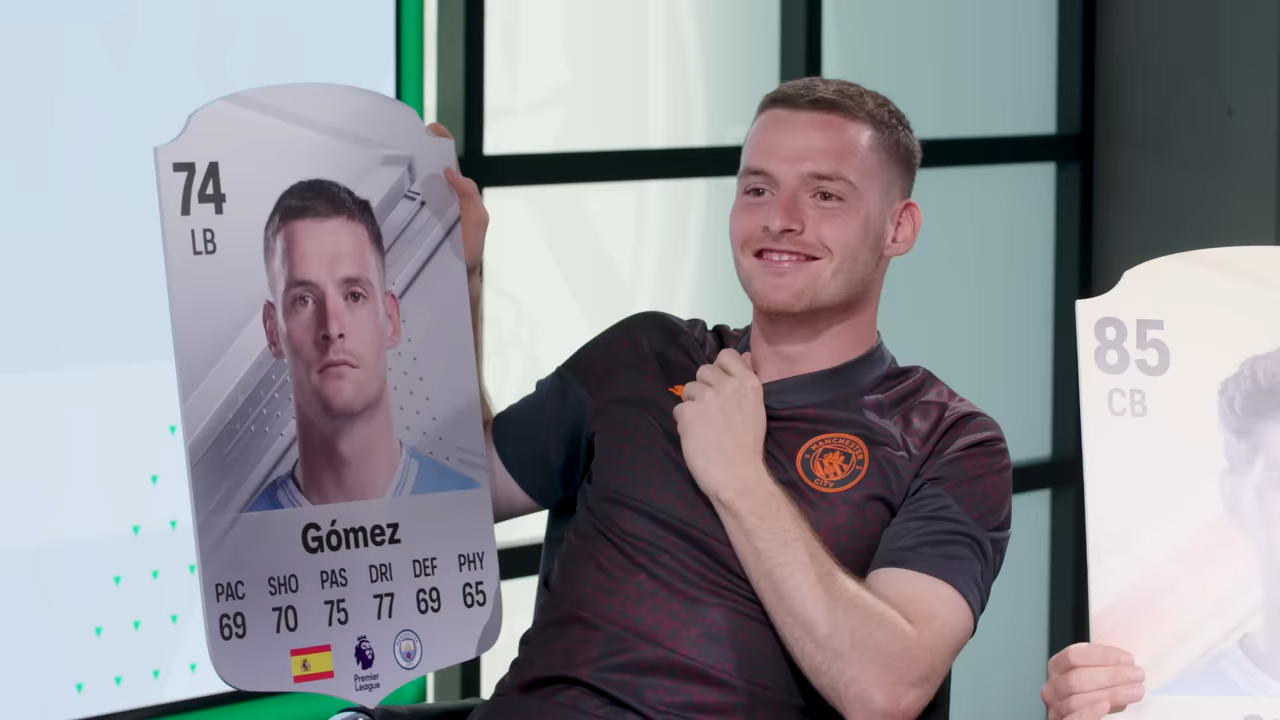 74
LB
Gómez
PAC SHO PAS DRI DEF PHY
69 70 75 77 69 65
Premier
League
MANCHESTER
CITY
85
CB